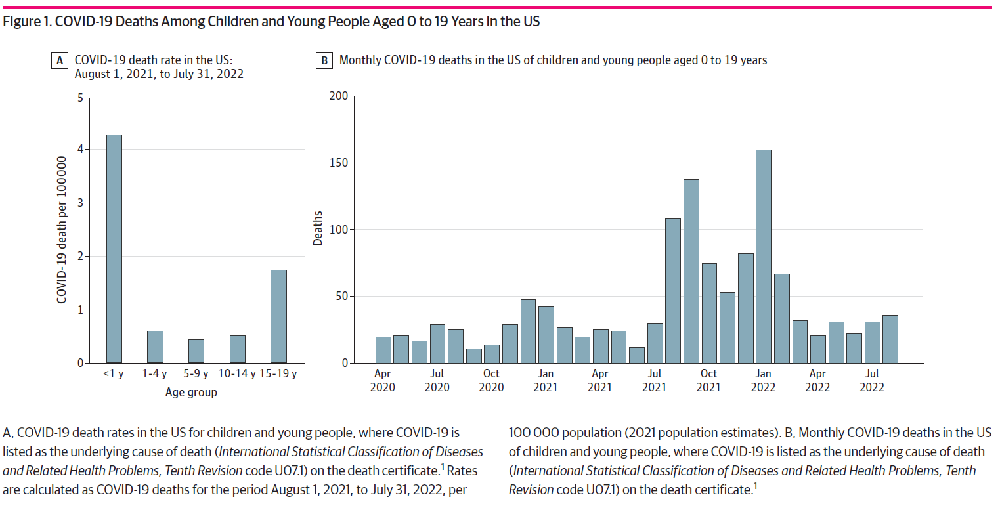 Figure 1. COVID-19 Deaths Among Children and Young People Aged 0 to 19 Years in the US
A COVID-19 death rate in the US:
August 1, 2021, to July 31, 2022
5
4
3
2
1
0
COVID-19 death per 100 000
<1 y 1-4 y 5-9 y 10-14 y 15-19 y
Age group
B Monthly COVID-19 deaths in the US of children and young people aged 0 to 19 years
200
150
100
50
0
Deaths
Apr Jul Oct Jan Apr Jul Oct Jan Apr Jul
2020 2020 2020 2021 2021 2021 2021 2022 2022 2022
A, COVID-19 death rates in the US for children and young people, where COVID-19 is
listed as the underlying cause of death (International Statistical Classification of Diseases
and Related Health Problems, Tenth Revision code U07.1) on the death certificate.1 Rates
are calculated as COVID-19 deaths for the period August 1, 2021, to July 31, 2022, per
100 000 population (2021 population estimates). B, Monthly COVID-19 deaths in the US
of children and young people, where COVID-19 is listed as the underlying cause of death
(International Statistical Classification of Diseases and Related Health Problems, Tenth
Revision code U07.1) on the death certificate.1